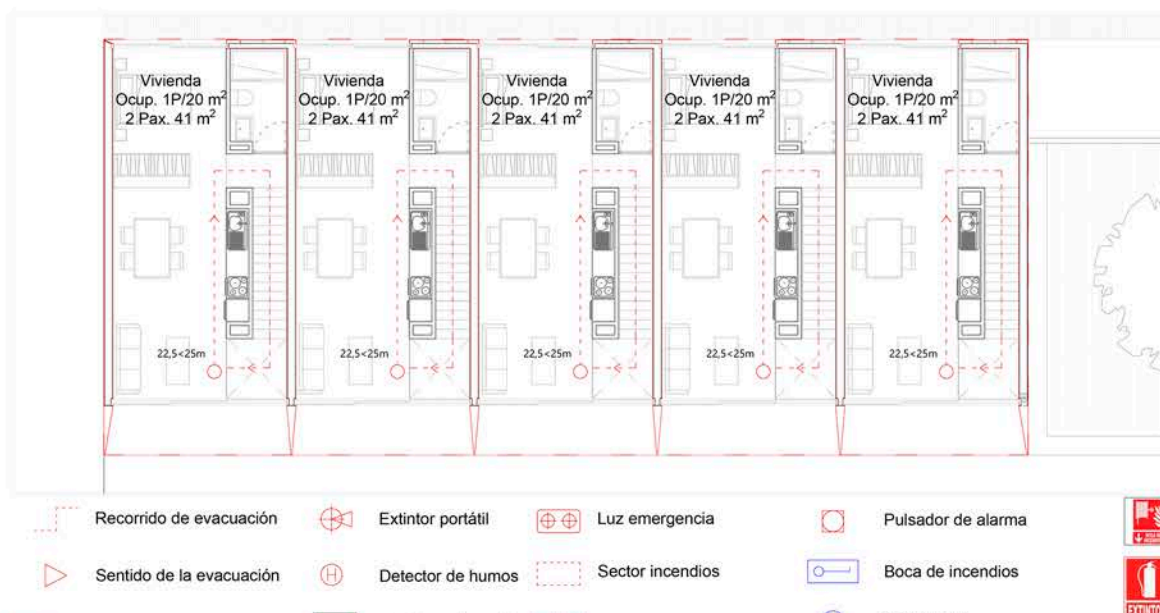 Vivienda
Ocup. 1P/20 m²
2 Pax. 41 m²
Vivienda
Ocup. 1P/20 m²
2 Pax. 41 m²
Vivienda
Ocup. 1P/20 m²
2 Pax. 41 m²
Vivienda
Ocup. 1P/20 m²
2 Pax. 41 m²
Vivienda
Ocup. 1P/20 m²
2 Pax. 41 m²
22,5<25m
22,5<25m
22,5<25m
22,5<25m
22,5<25m
Recorrido de evacuación
Extintor portátil
Luz emergencia
Pulsador de alarma
Sentido de la evacuación
H
Detector de humos
Sector incendios
Boca de incendios
EXTINTOR